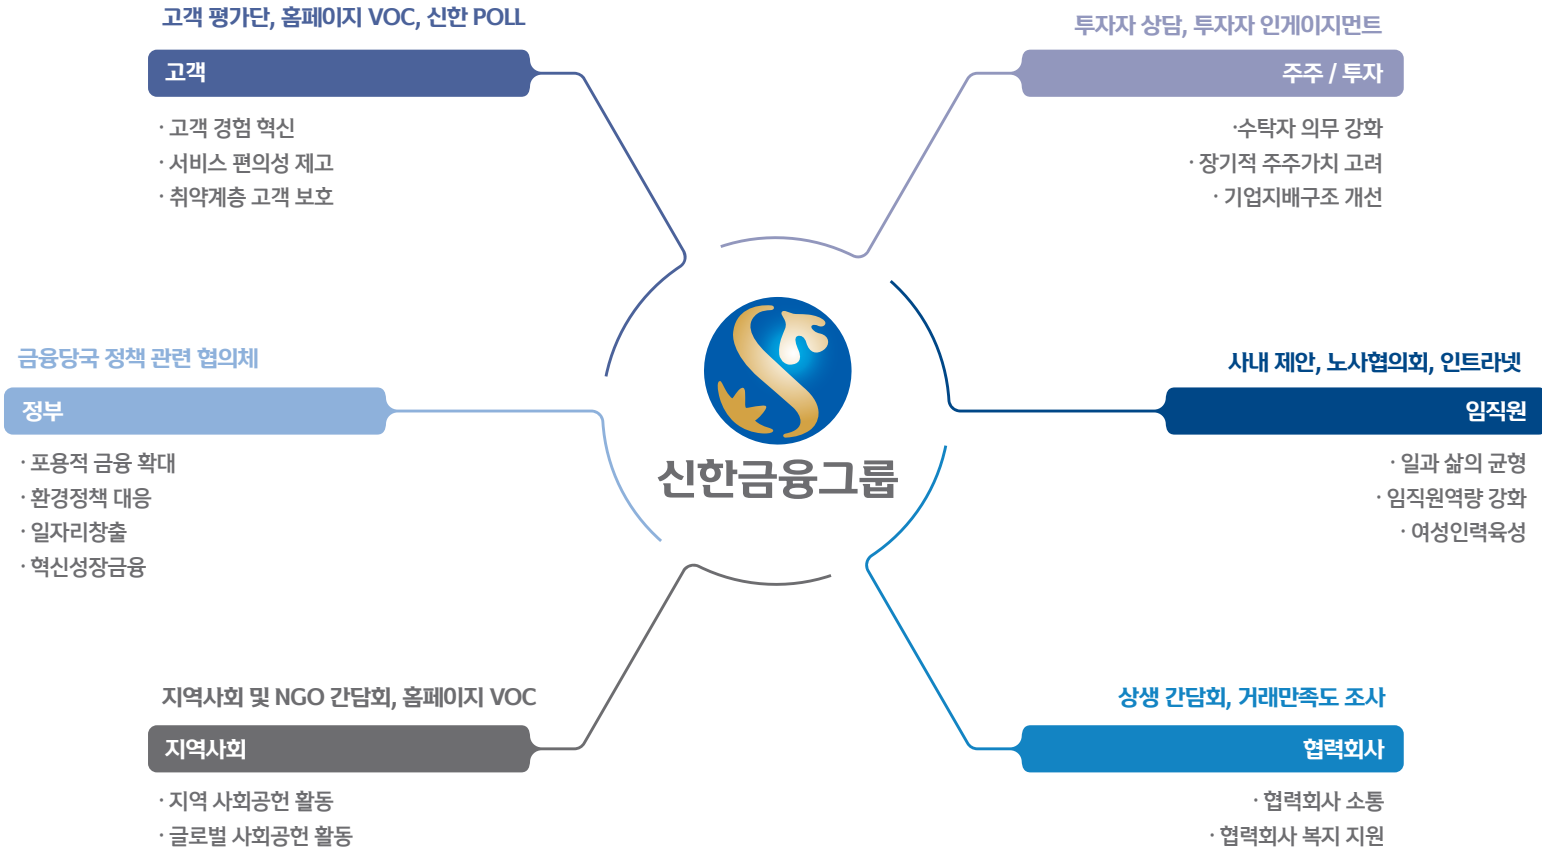 고객 평가단, 홈페이지 VOC, 신한 POLL
고객
· 고객 경험 혁신
· 서비스 편의성 제고
· 취약계층 고객 보호
투자자 상담, 투자자 인게이지먼트
주주 / 투자
·수탁자 의무 강화
· 장기적 주주가치 고려
· 기업지배구조 개선
금융당국 정책 관련 협의체
정부
· 포용적 금융 확대
· 환경정책 대응
· 일자리창출
· 혁신성장금융
신한금융그룹
사내 제안, 노사협의회, 인트라넷
임직원
· 일과 삶의 균형
· 임직원역량 강화
· 여성인력육성
지역사회 및 NGO 간담회, 홈페이지 VOC
지역사회
· 지역 사회공헌 활동
· 글로벌 사회공헌 활동
상생 간담회, 거래만족도 조사
협력회사
· 협력회사 소통
· 협력회사 복지 지원